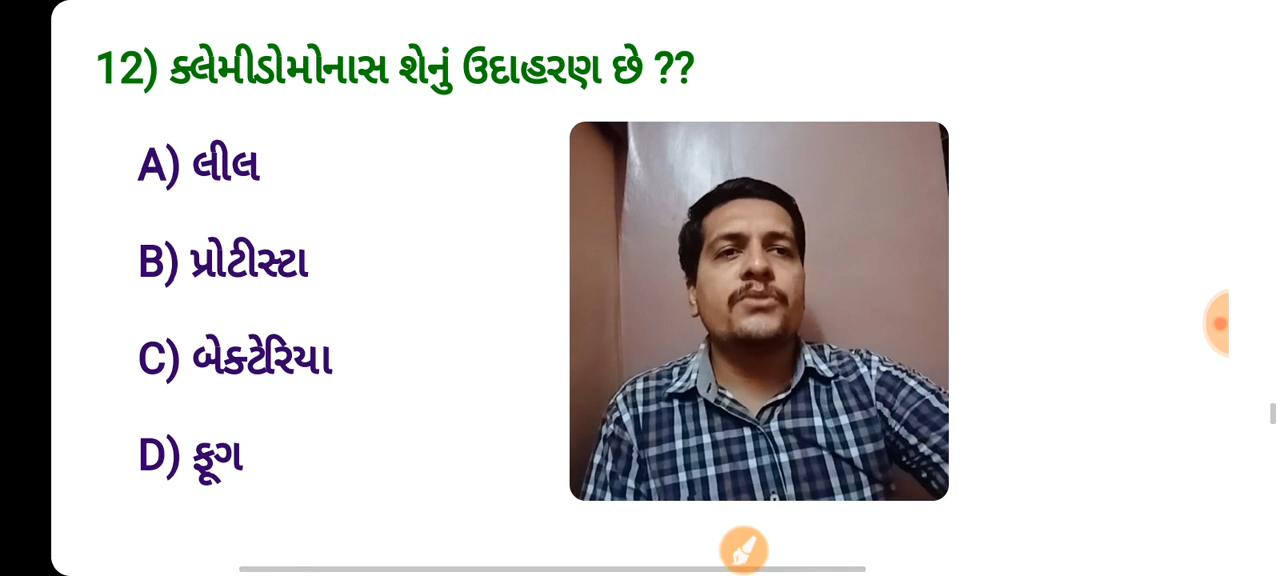 12) ક્લેમીડોમોનાસ શેનું ઉદાહરણ છે ??
A) લીલ
B) પ્રોટીસ્ટા
C) બેક્ટેરિયા
D) ફૂગ